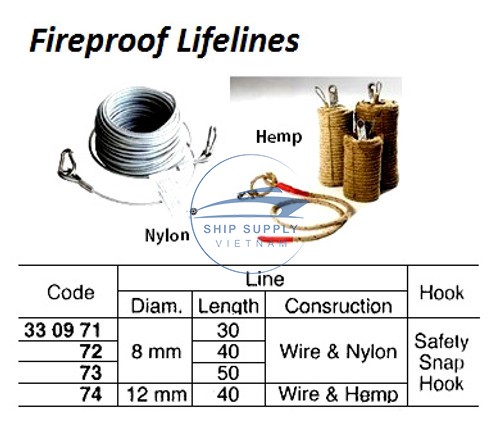 Fireproof Lifelines
Hemp
Nylon
®
SHIP SUPPLY
VIETNAM
Code Line Hook
Diam. Length Consruction
33 09 71 8 mm 30 Wire & Nylon Safety Snap Hook
72 40
73 50
74 12 mm 40 Wire & Hemp